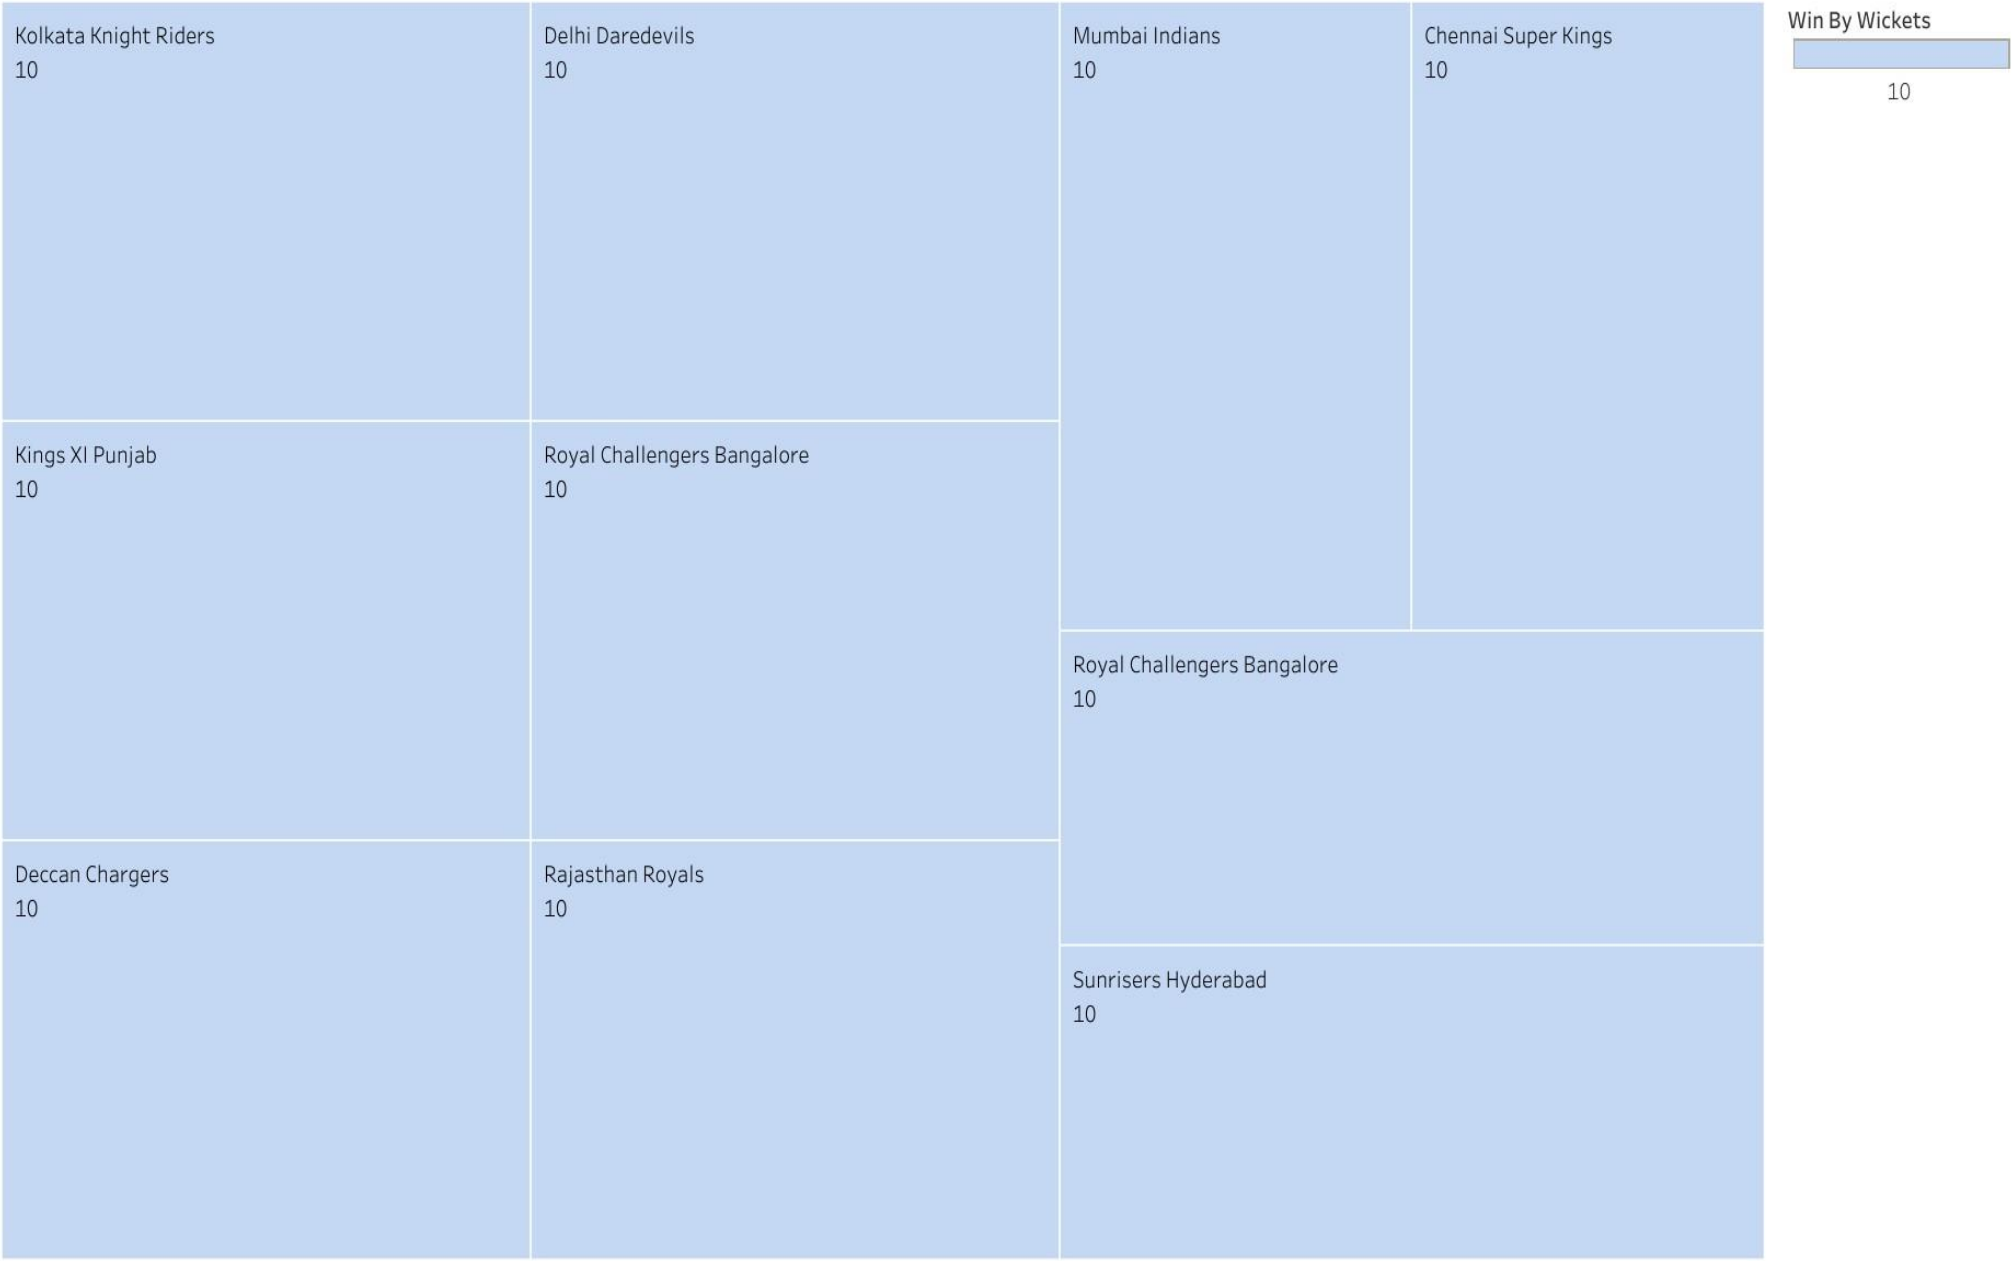 Kolkata Knight Riders
10
Delhi Daredevils
10
Mumbai Indians
10
Chennai Super Kings
10
Win By Wickets
10
Kings XI Punjab
10
Royal Challengers Bangalore
10
Royal Challengers Bangalore
10
Deccan Chargers
10
Rajasthan Royals
10
Sunrisers Hyderabad
10